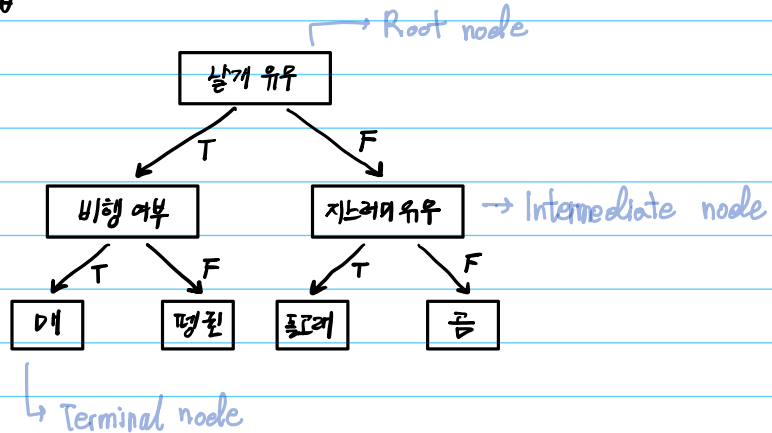 Root node
날개 유무
T F
비행 여부 지느러미 유무 Intermediate node
T F T F
매 펭귄 돌고래 곰
Terminal node